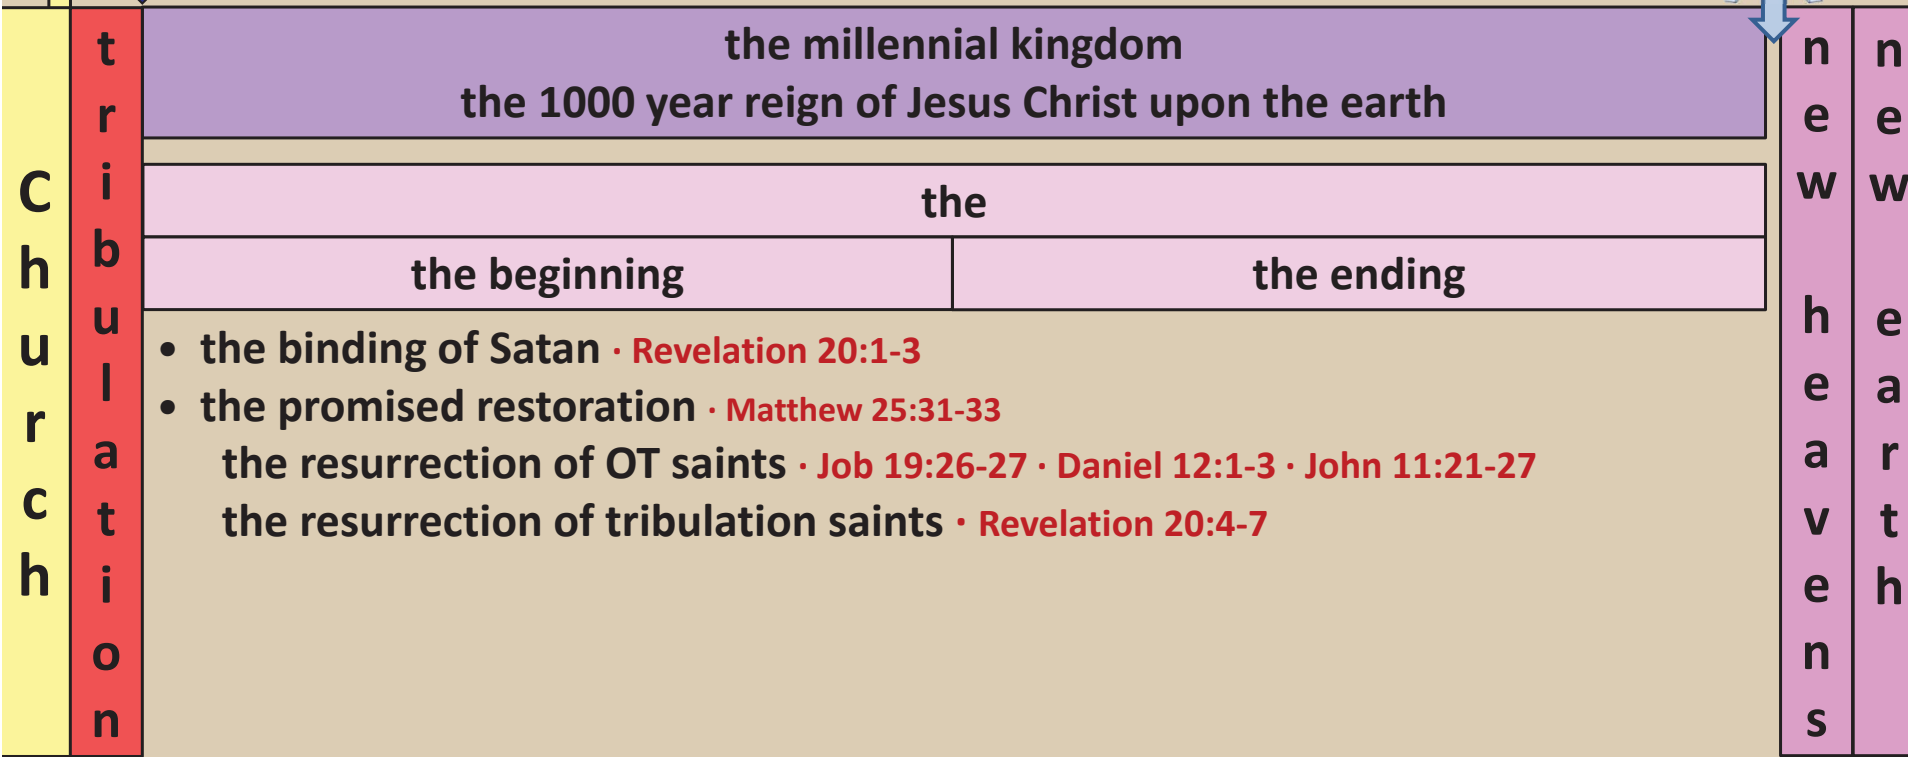 Church
tribulation
the millennial kingdom
the 1000 year reign of Jesus Christ upon the earth
the
the beginning
the ending
• the binding of Satan · Revelation 20:1-3
• the promised restoration · Matthew 25:31-33
the resurrection of OT saints · Job 19:26-27 · Daniel 12:1-3 · John 11:21-27
the resurrection of tribulation saints · Revelation 20:4-7
new heavens
new earth